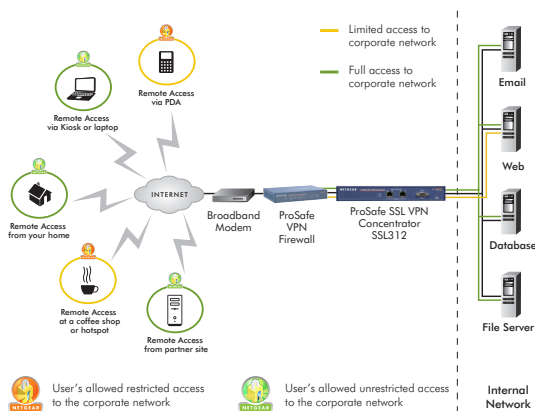 Limited access to
corporate network
Full access to
corporate network
Remote Access
via PDA
Remote Access
via Kiosk or laptop
Remote Access
from your home
Remote Access
at a coffee shop
or hotspot
Remote Access
from partner site
INTERNET
Broadband
Modem
ProSafe
VPN
Firewall
NETGEAR
ProSafe SSL VPN
Concentrator
SSL312
Email
Web
Database
File Server
NETGEAR
User's allowed restricted access
to the corporate network
NETGEAR
User's allowed unrestricted access
to the corporate network
Internal
Network